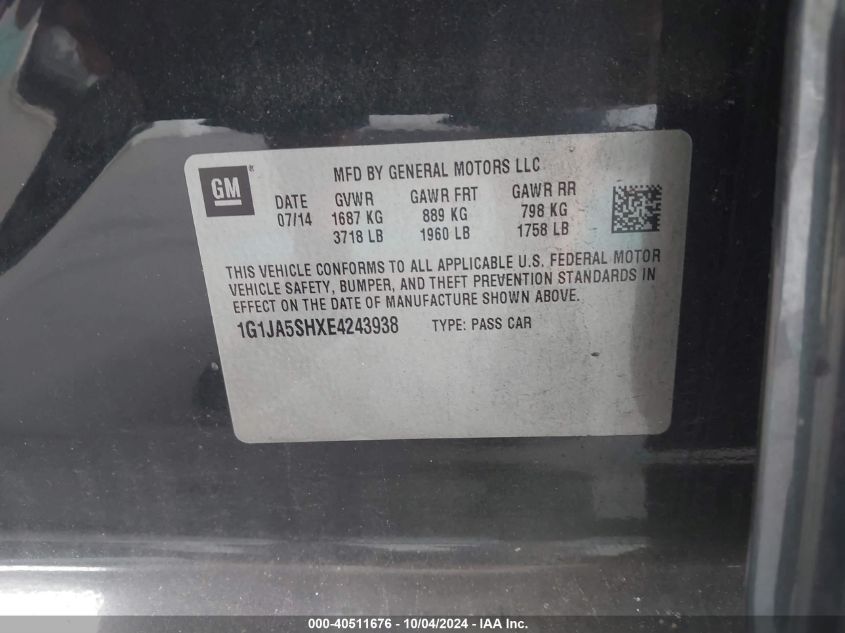 MFD BY GENERAL MOTORS LLC
GM®
DATE GVWR GAWR FRT GAWR RR
07/14 1687 KG 889 KG 798 KG
3718 LB 1960 LB 1758 LB
THIS VEHICLE CONFORMS TO ALL APPLICABLE U.S. FEDERAL MOTOR
VEHICLE SAFETY, BUMPER, AND THEFT PREVENTION STANDARDS IN
EFFECT ON THE DATE OF MANUFACTURE SHOWN ABOVE.
1G1JA5SHXE4243938 TYPE: PASS CAR
000-40511676 - 10/04/2024 - IAA Inc.